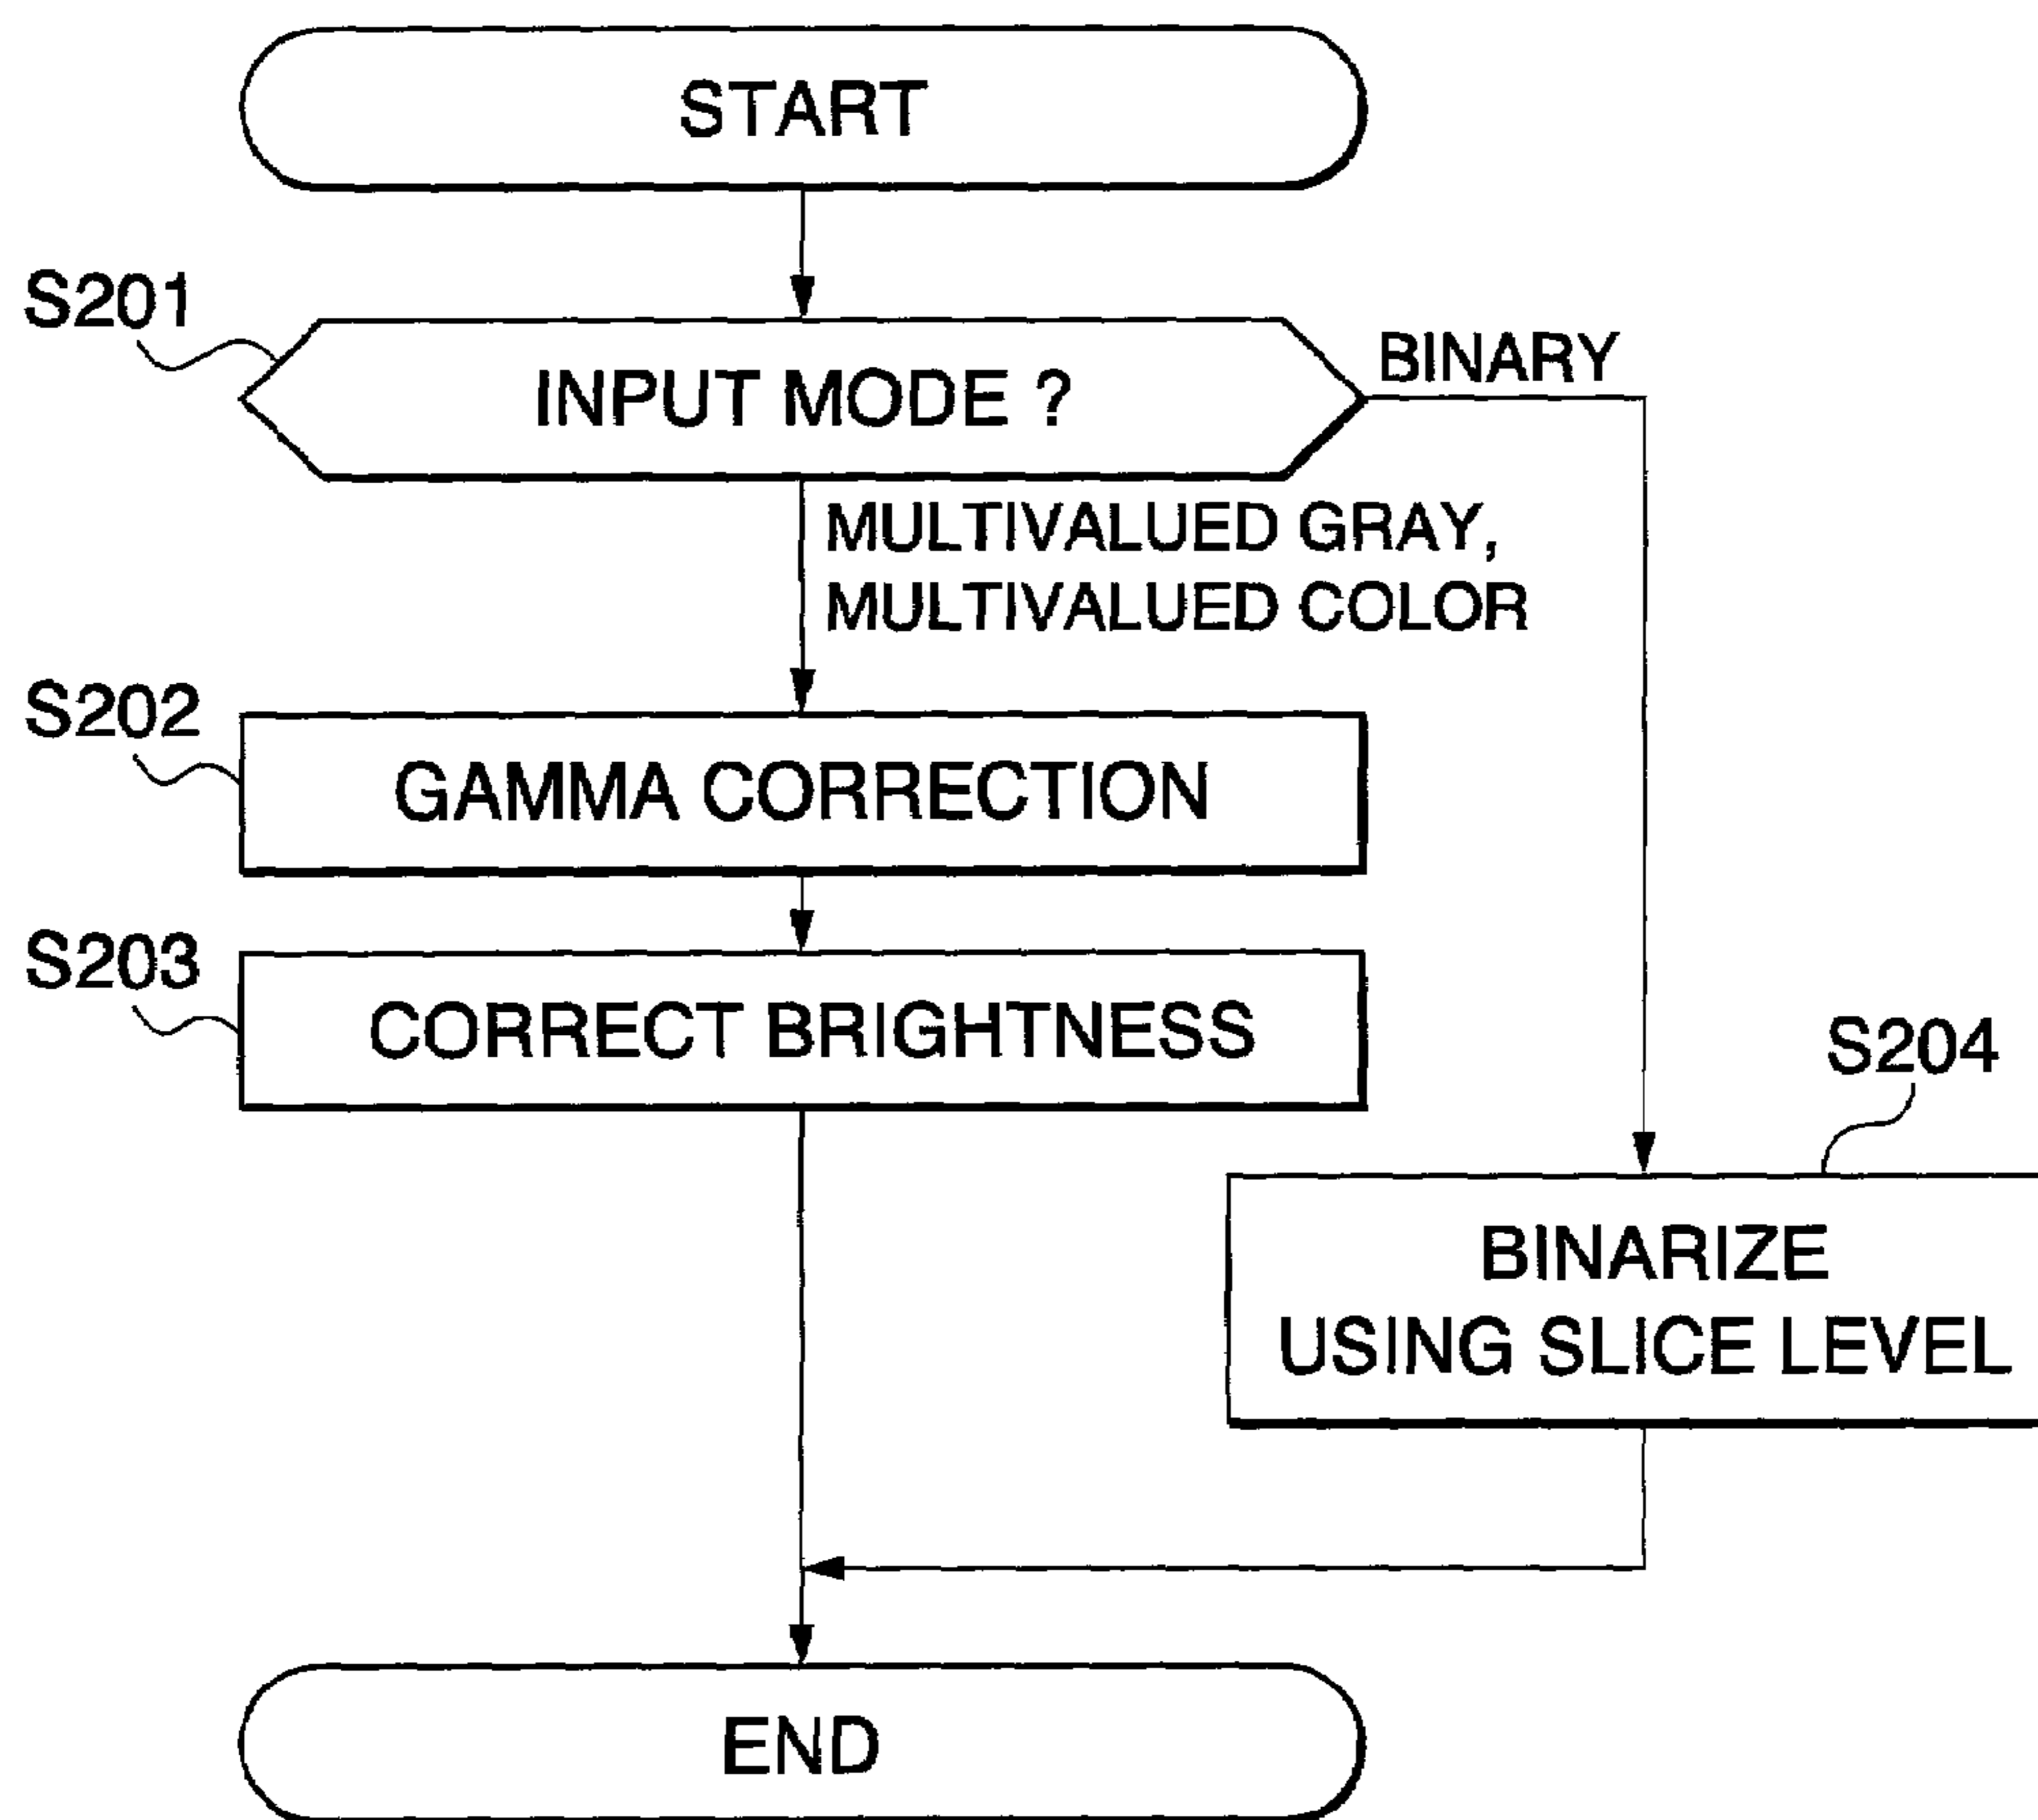 START
S201
INPUT MODE ?
BINARY
MULTIVALUED GRAY,
MULTIVALUED COLOR
S202
GAMMA CORRECTION
S203
CORRECT BRIGHTNESS
S204
BINARIZE
USING SLICE LEVEL
END